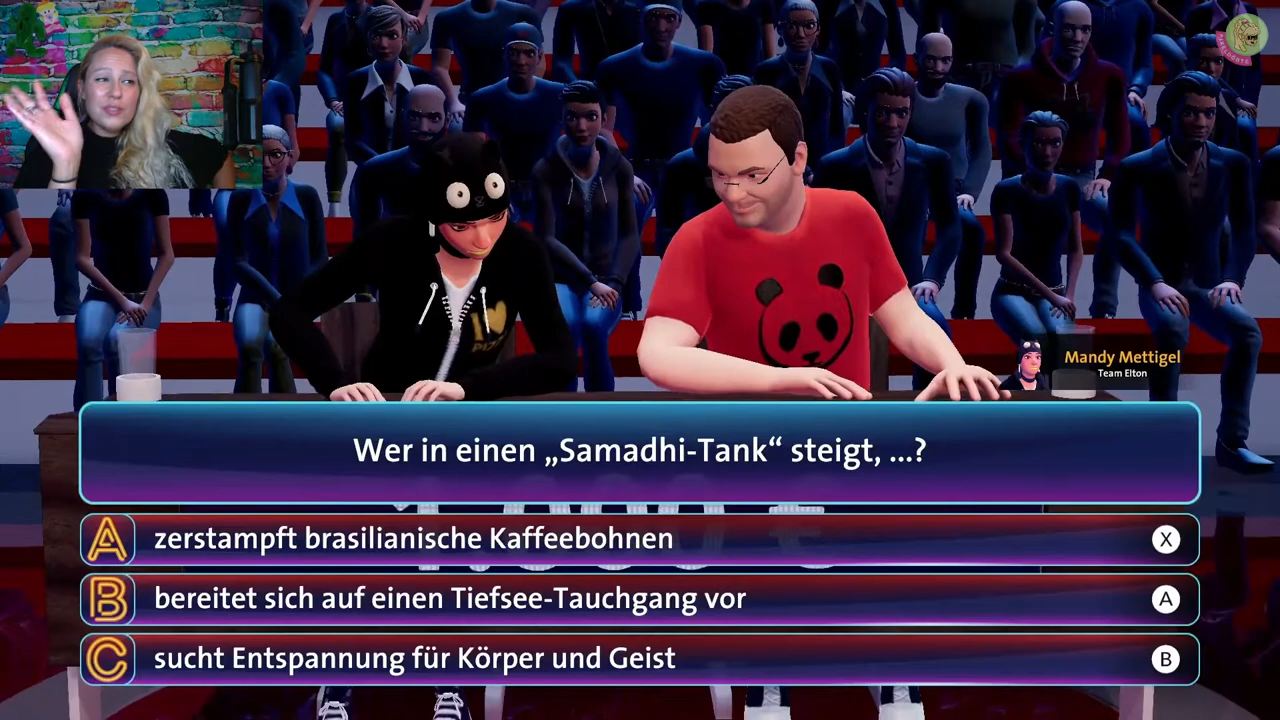 I ♥
PIZZ
Mandy Mettigel
Team Elton
Wer in einen „Samadhi-Tank“ steigt, ...?
A zerstampft brasilianische Kaffeebohnen X
B bereitet sich auf einen Tiefsee-Tauchgang vor A
C sucht Entspannung für Körper und Geist B